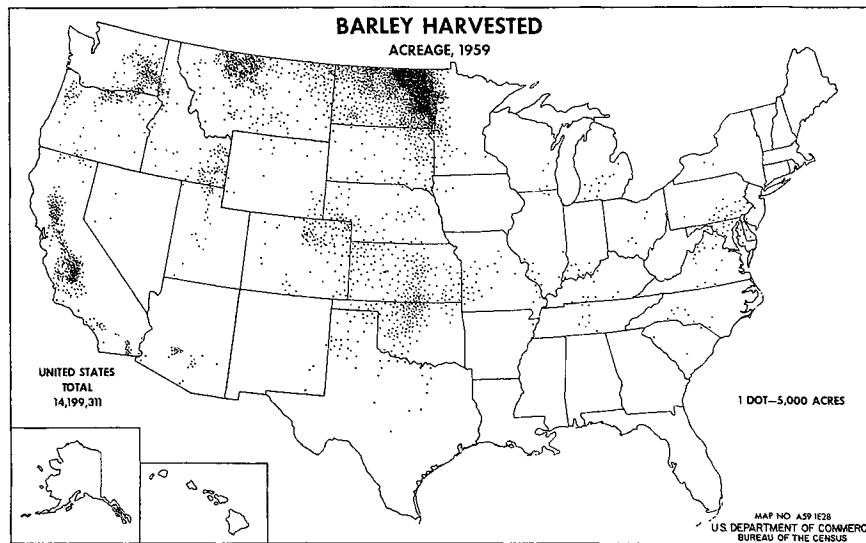 BARLEY HARVESTED
ACREAGE, 1959
UNITED STATES
TOTAL
14,199,311
1 DOT—5,000 ACRES
MAP NO. A59 1E28
U.S. DEPARTMENT OF COMMERC
BUREAU OF THE CENSUS